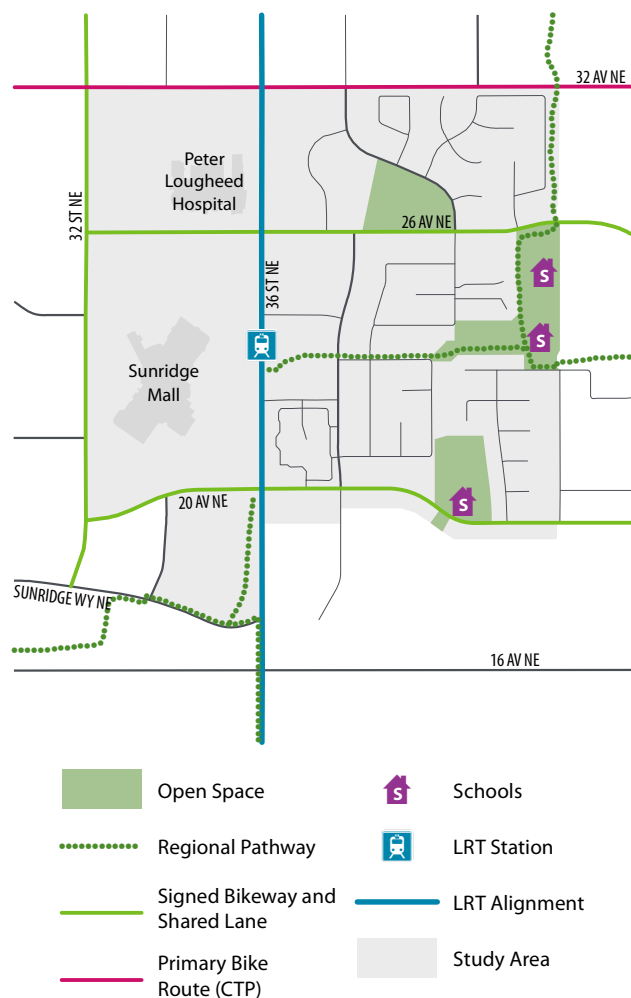 32 AV NE
Peter
Lougheed
Hospital
32 ST NE
26 AV NE
36 ST NE
S
S
Sunridge
Mall
S
20 AV NE
SUNRIDGE WY NE
16 AV NE
Open Space
S
Schools
Regional Pathway
LRT Station
Signed Bikeway and
Shared Lane
LRT Alignment
Primary Bike
Route (CTP)
Study Area